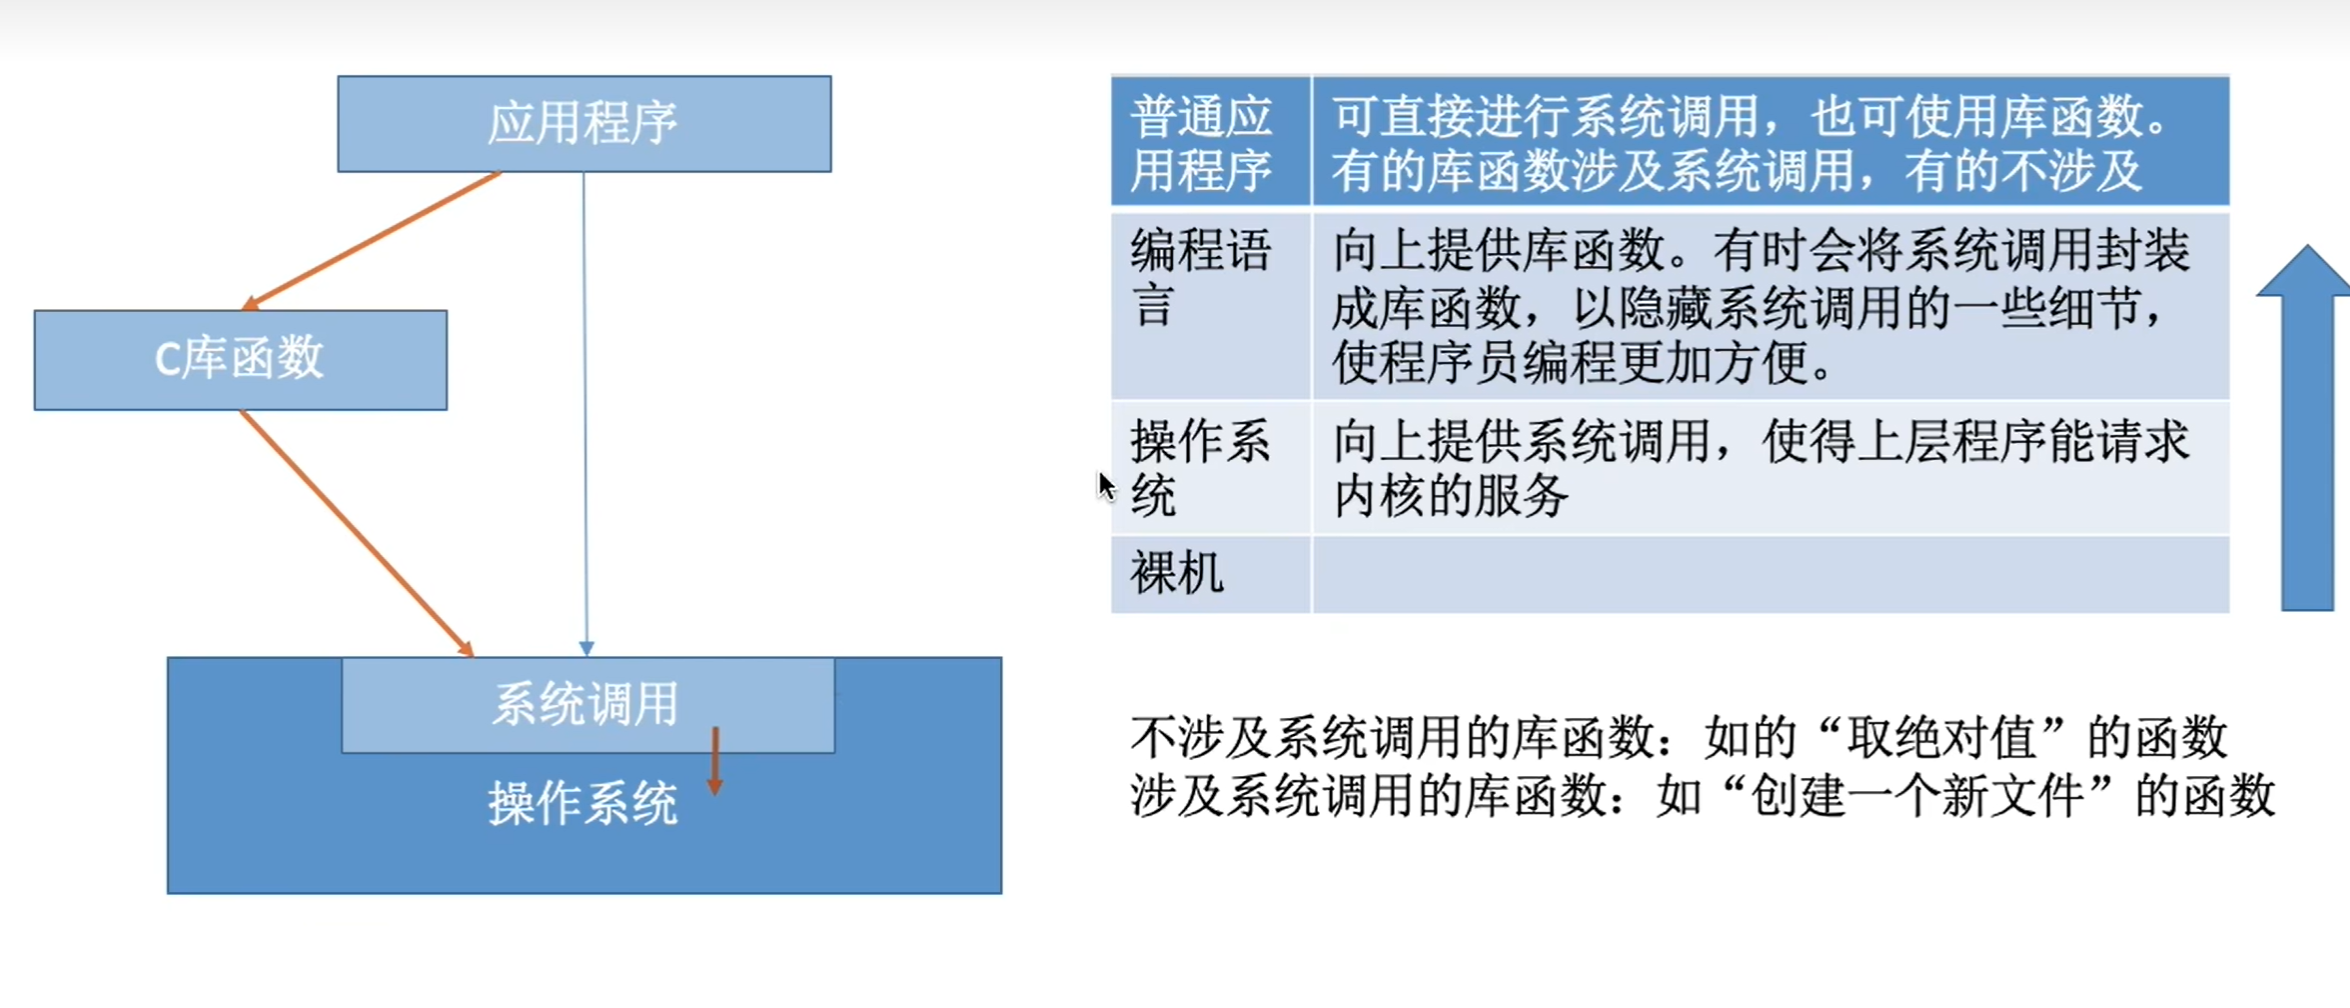 应用程序
C库函数
系统调用
操作系统
普通应
用程序
可直接进行系统调用，也可使用库函数。
有的库函数涉及系统调用，有的不涉及
编程语
言
向上提供库函数。有时会将系统调用封装
成库函数，以隐藏系统调用的一些细节，
使程序员编程更加方便。
操作系
统
向上提供系统调用，使得上层程序能请求
内核的服务
裸机
不涉及系统调用的库函数：如的“取绝对值”的函数
涉及系统调用的库函数：如“创建一个新文件”的函数